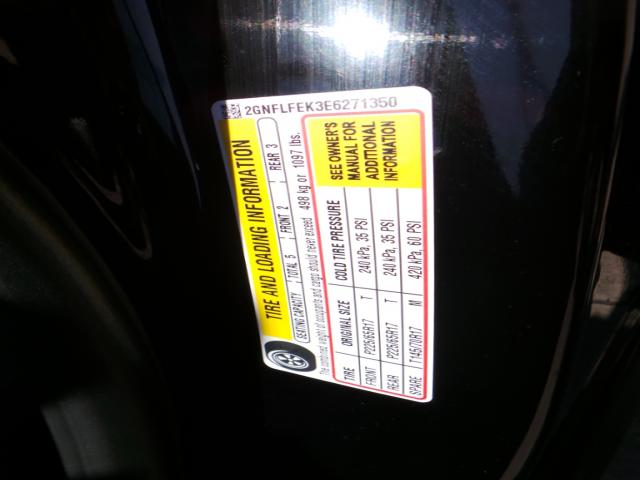 2GNFLFEK3E6271350
TIRE AND LOADING INFORMATION
SEATING CAPACITY TOTAL 5 FRONT 2 REAR 3
The combined weight of occupants and cargo should never exceed 498 kg or 1097 lbs.
TIRE ORIGINAL SIZE COLD TIRE PRESSURE
FRONT P225/65R17 T 240 kPa, 35 PSI
REAR P225/65R17 T 240 kPa, 35 PSI
SPARE T145/70R17 M 420 kPa, 60 PSI
SEE OWNER'S
MANUAL FOR
ADDITIONAL
INFORMATION